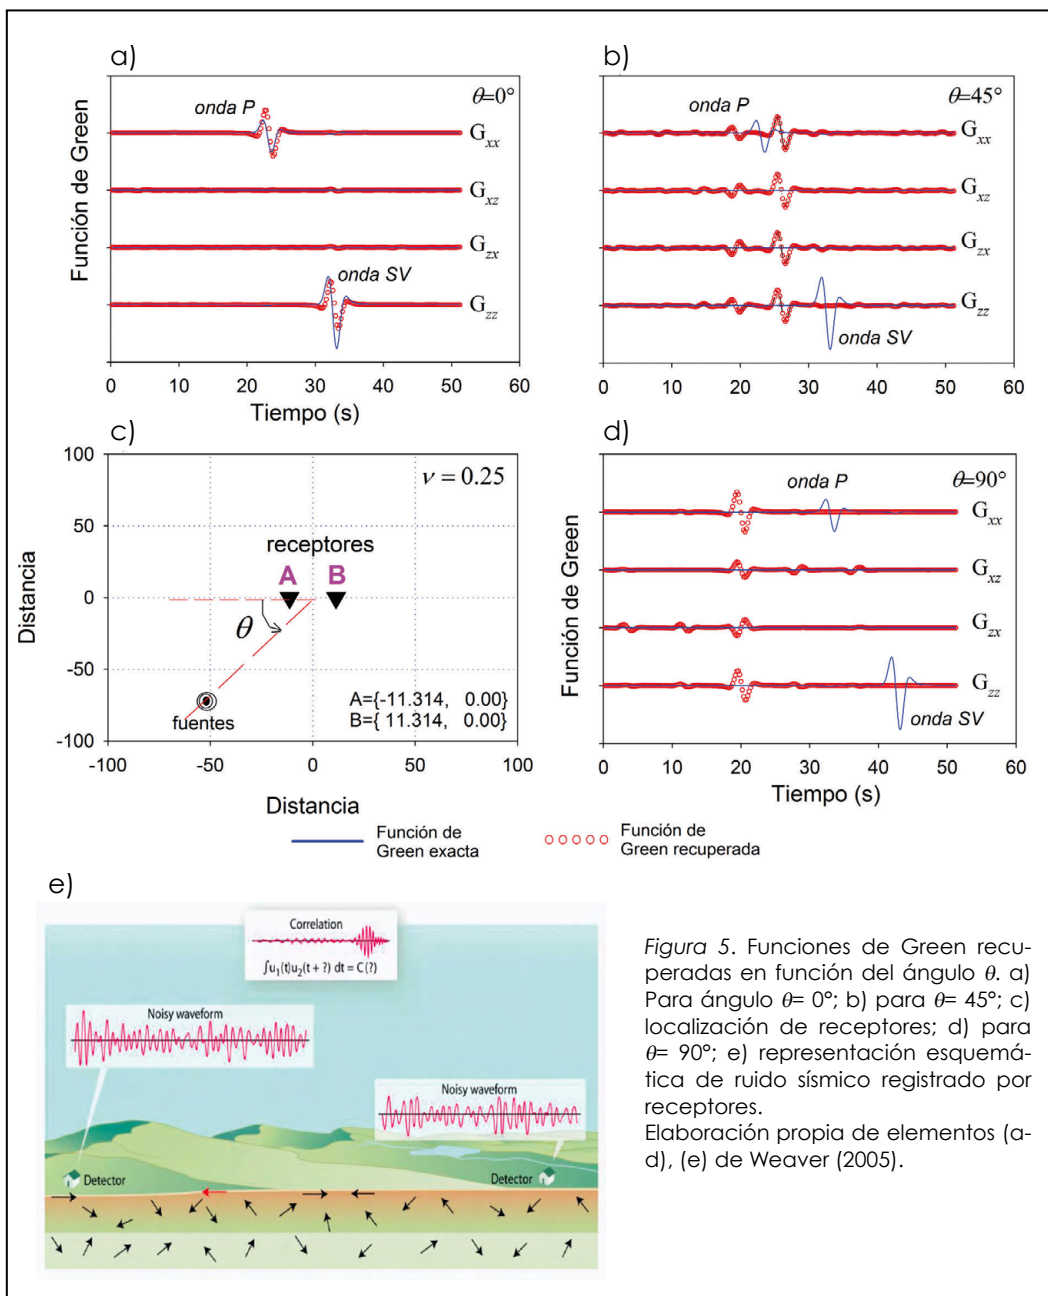 a)
Función de Green
onda P
θ=0°
Gxx
Gxz
Gzx
onda SV
Gzz
0 10 20 30 40 50 60
Tiempo (s)
b)
onda P
θ=45°
Gxx
Gxz
Gzx
Gzz
onda SV
0 10 20 30 40 50 60
c)
Distancia
100
50
0
-50
-100
ν = 0.25
receptores
A B
θ
fuentes
A={-11.314, 0.00}
B={ 11.314, 0.00}
-100 -50 0 50 100
Distancia
d)
Función de Green
onda P
θ=90°
Gxx
Gxz
Gzx
Gzz
onda SV
0 10 20 30 40 50 60
Tiempo (s)
Función de
Green exacta
Función de
Green recuperada
e)
Correlation
∫u₁(t)u₂(t + ?) dt = C(?)
Noisy waveform
Noisy waveform
Detector
Detector
Figura 5. Funciones de Green recu-
peradas en función del ángulo θ. a)
Para ángulo θ= 0°; b) para θ= 45°; c)
localización de receptores; d) para
θ= 90°; e) representación esquemá-
tica de ruido sísmico registrado por
receptores.
Elaboración propia de elementos (a-
d), (e) de Weaver (2005).